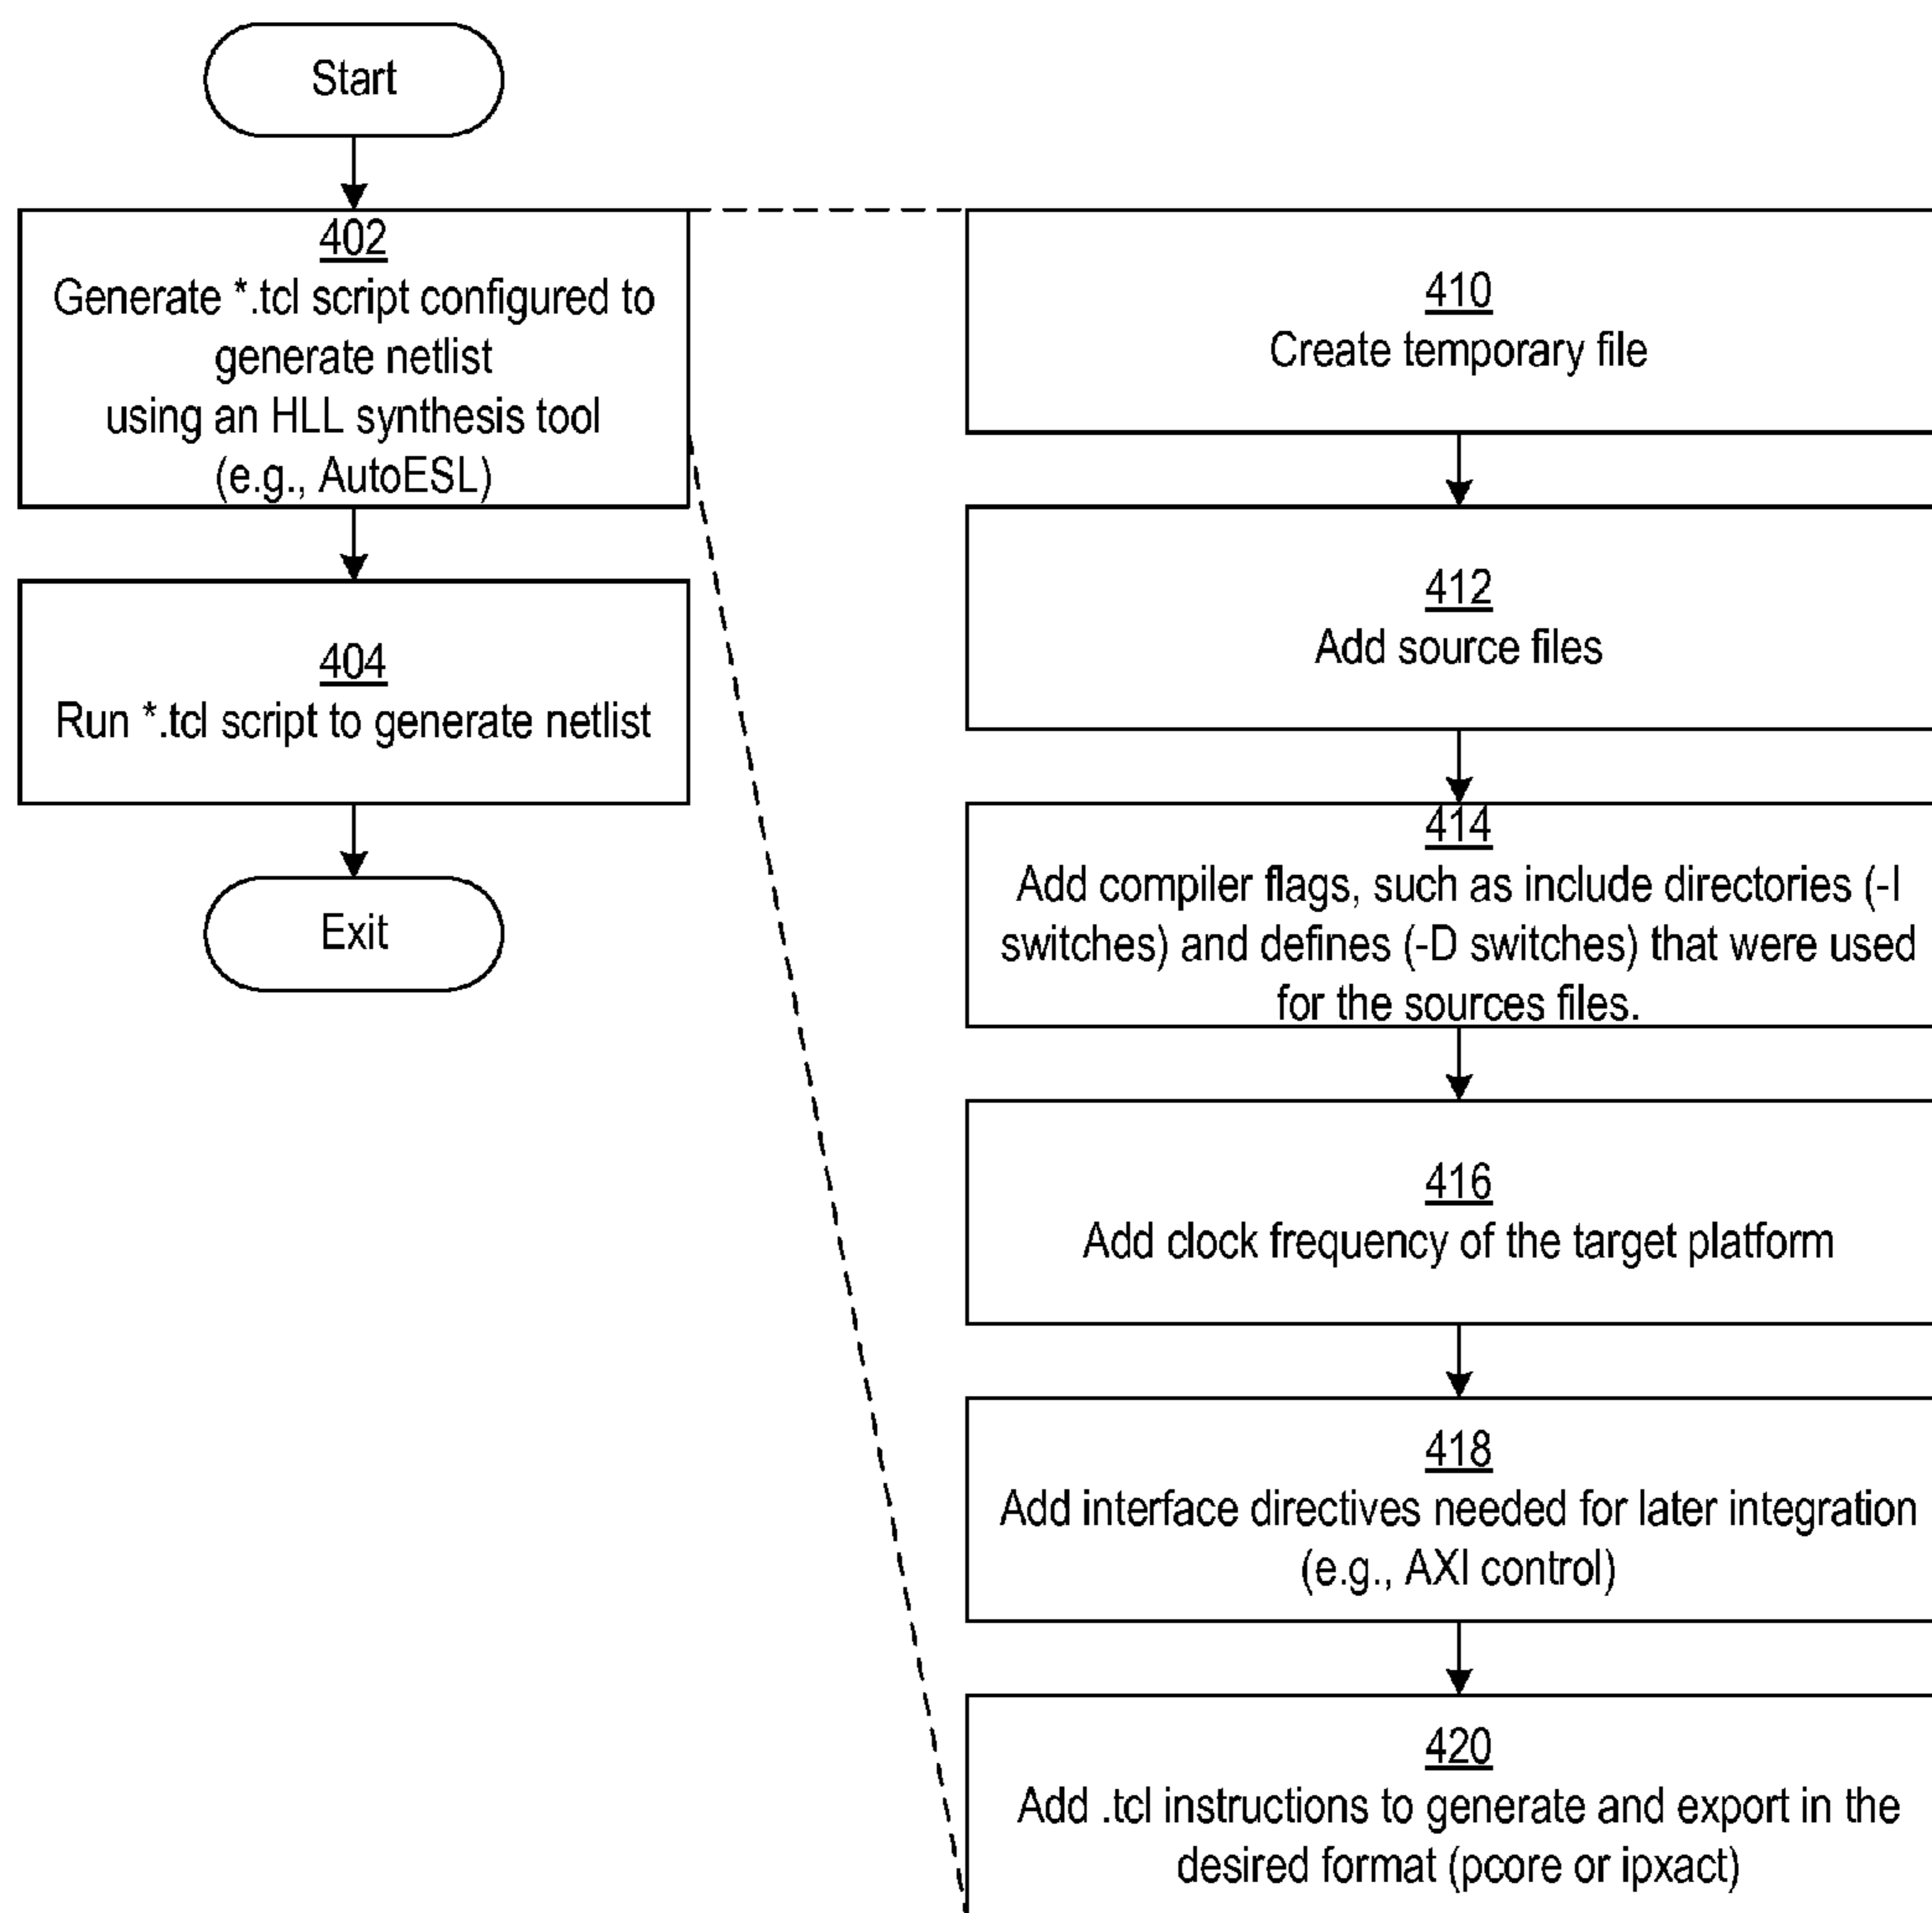 Start
402
Generate *.tcl script configured to
generate netlist
using an HLL synthesis tool
(e.g., AutoESL)
404
Run *.tcl script to generate netlist
Exit
410
Create temporary file
412
Add source files
414
Add compiler flags, such as include directories (-I
switches) and defines (-D switches) that were used
for the sources files.
416
Add clock frequency of the target platform
418
Add interface directives needed for later integration
(e.g., AXI control)
420
Add .tcl instructions to generate and export in the
desired format (pcore or ipxact)